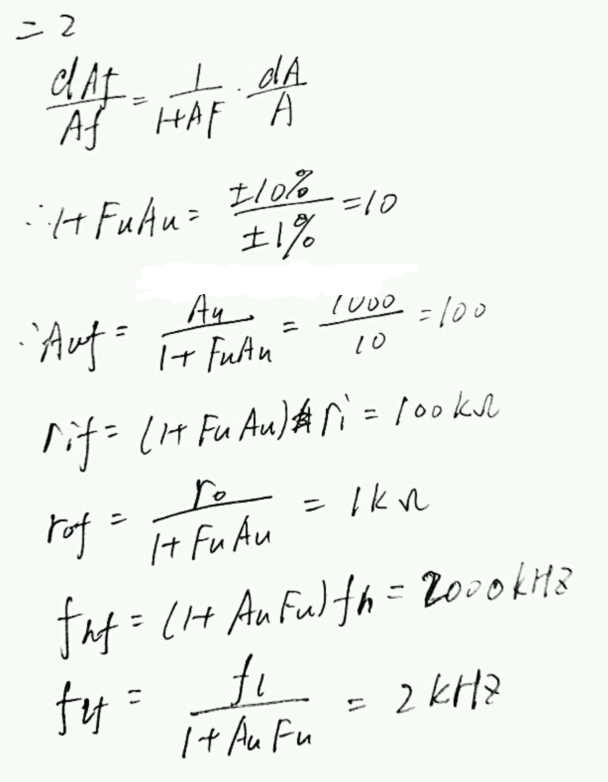 = 2
dAf/Af = 1/(1+AF) · dA/A
∴ 1+FuAu = ±10%/±1% = 10
∴ Auf = Au/(1+FuAu) = 1000/10 = 100
rif = (1+FuAu) ri = 100kΩ
rof = ro/(1+FuAu) = 1kΩ
fhf = (1+AuFu)fh = 2000kHz
flf = fl/(1+AuFu) = 2kHz